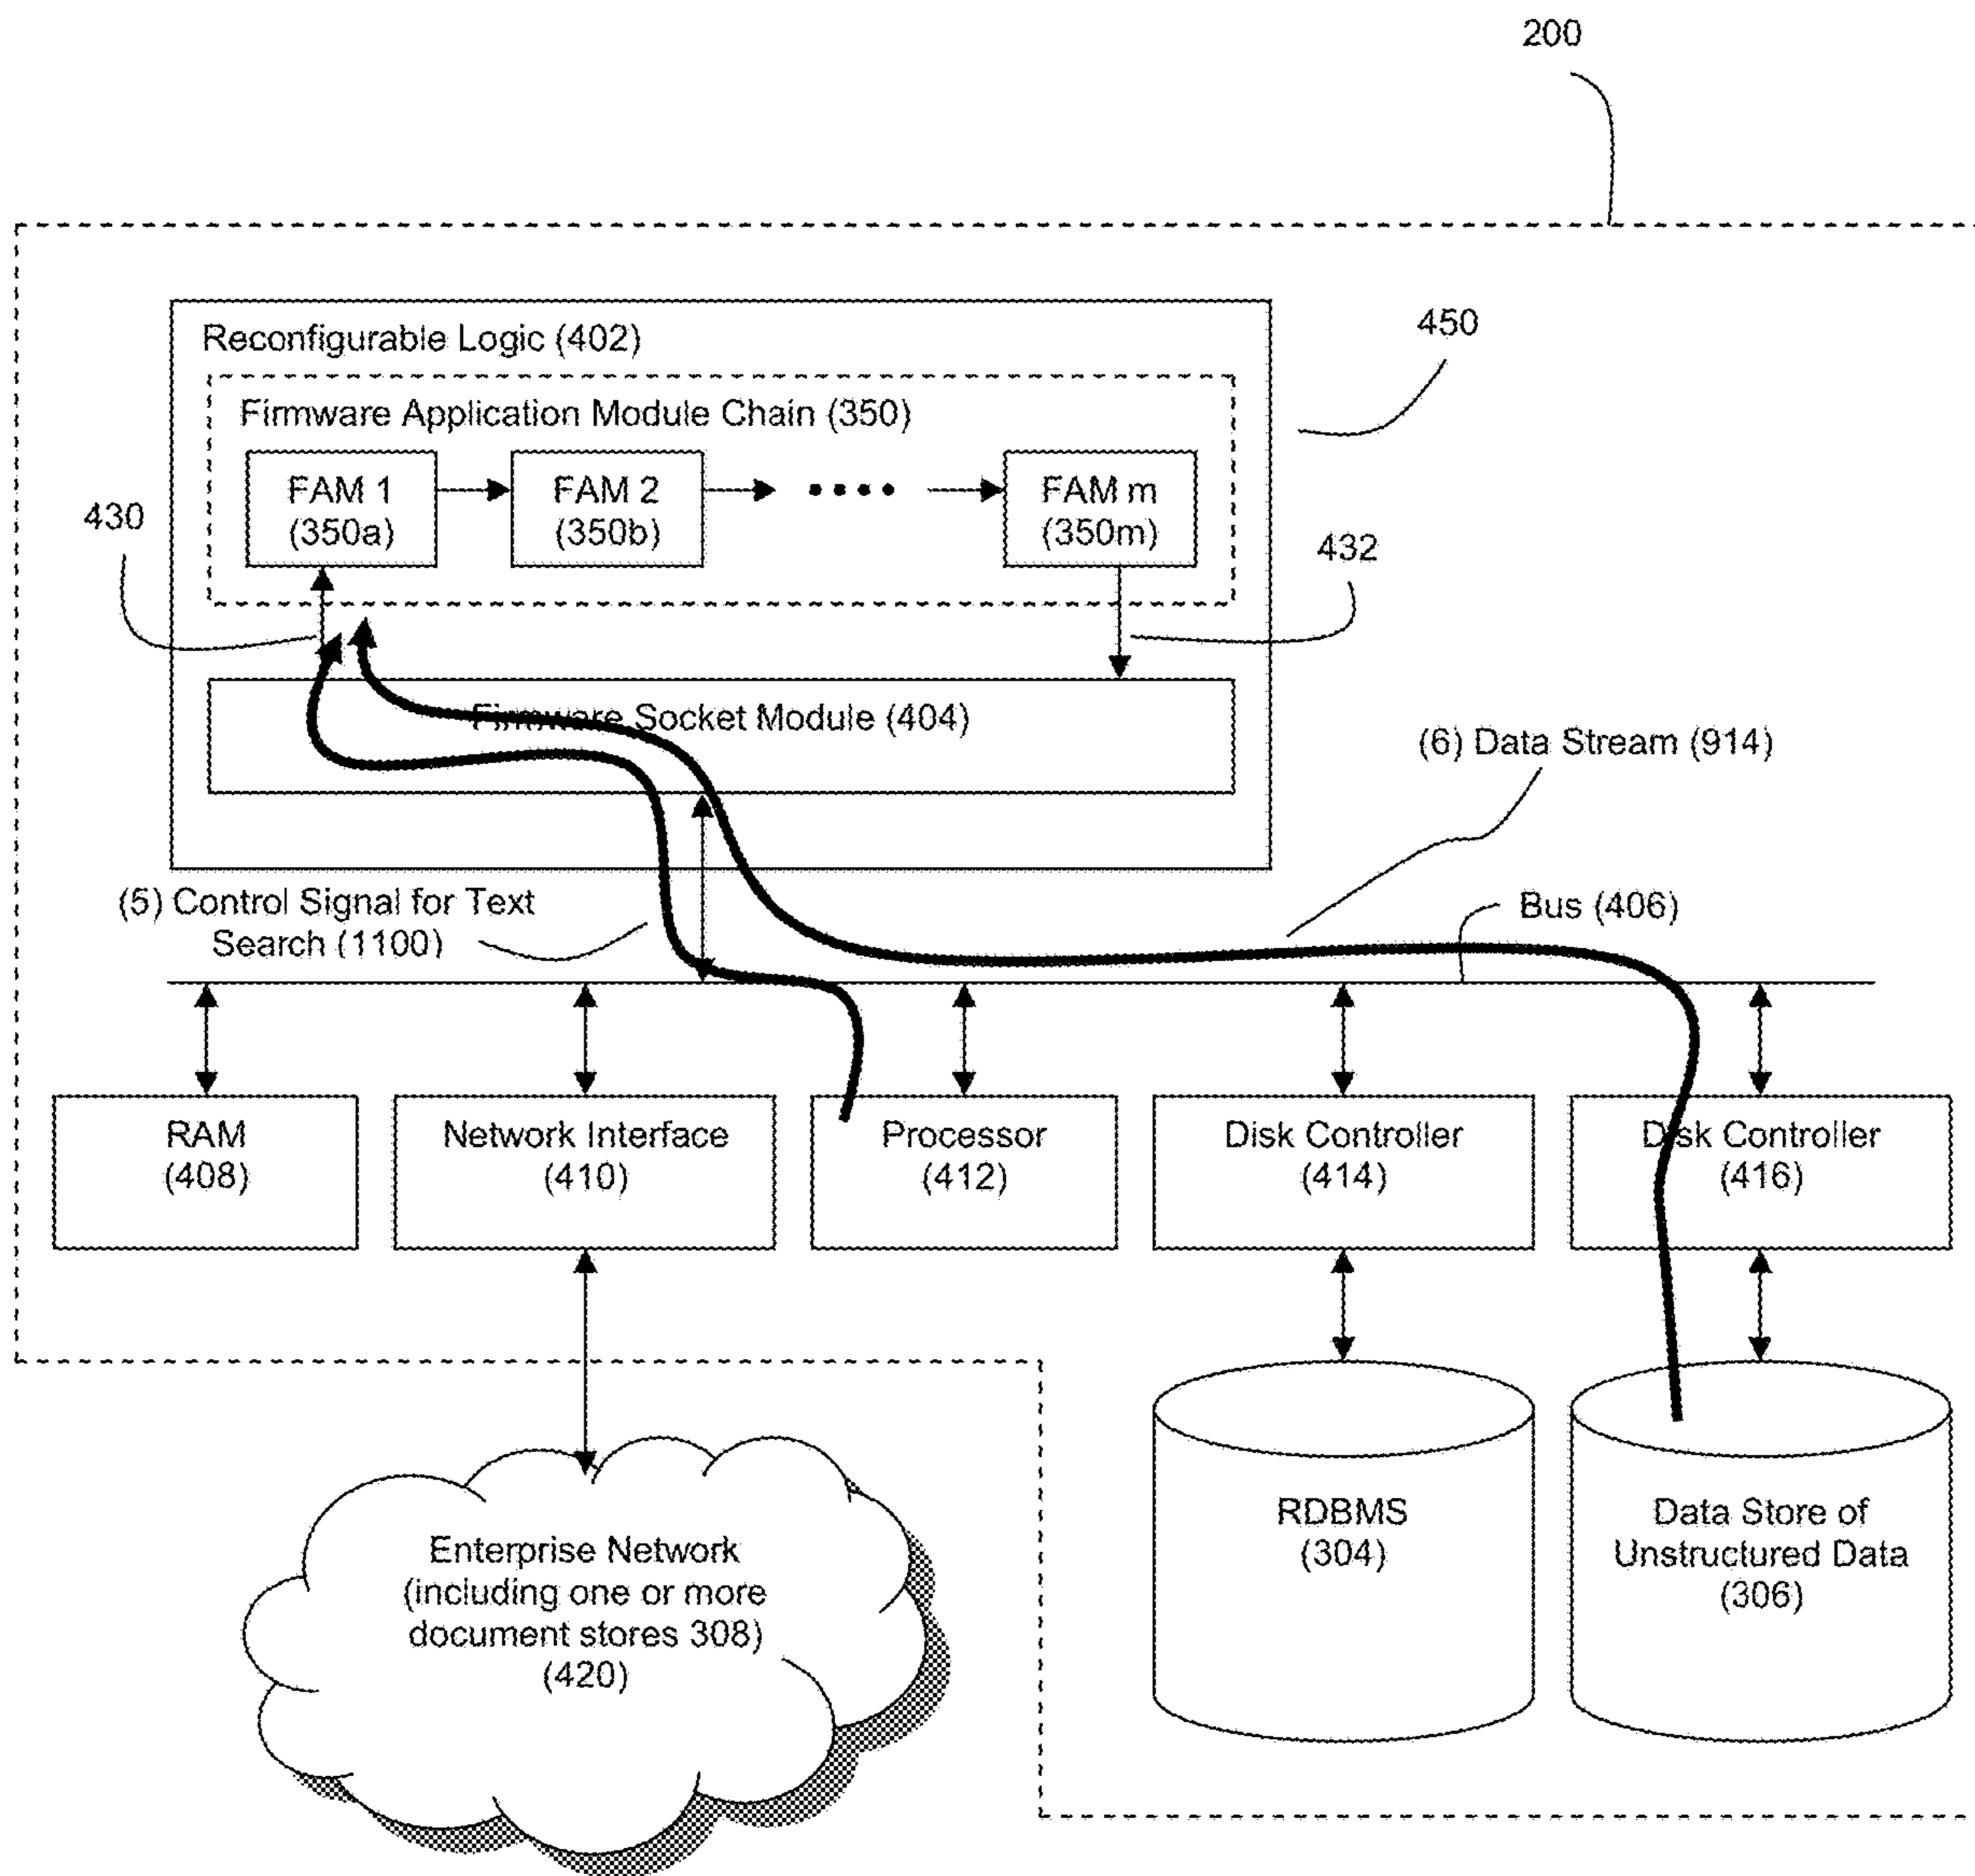 200
Reconfigurable Logic (402)
450
Firmware Application Module Chain (350)
FAM 1
(350a)
FAM 2
(350b)
••••
FAM m
(350m)
430
432
Firmware Socket Module (404)
(6) Data Stream (914)
(5) Control Signal for Text
Search (1100)
Bus (406)
RAM
(408)
Network Interface
(410)
Processor
(412)
Disk Controller
(414)
Disk Controller
(416)
Enterprise Network
(including one or more
document stores 308)
(420)
RDBMS
(304)
Data Store of
Unstructured Data
(306)